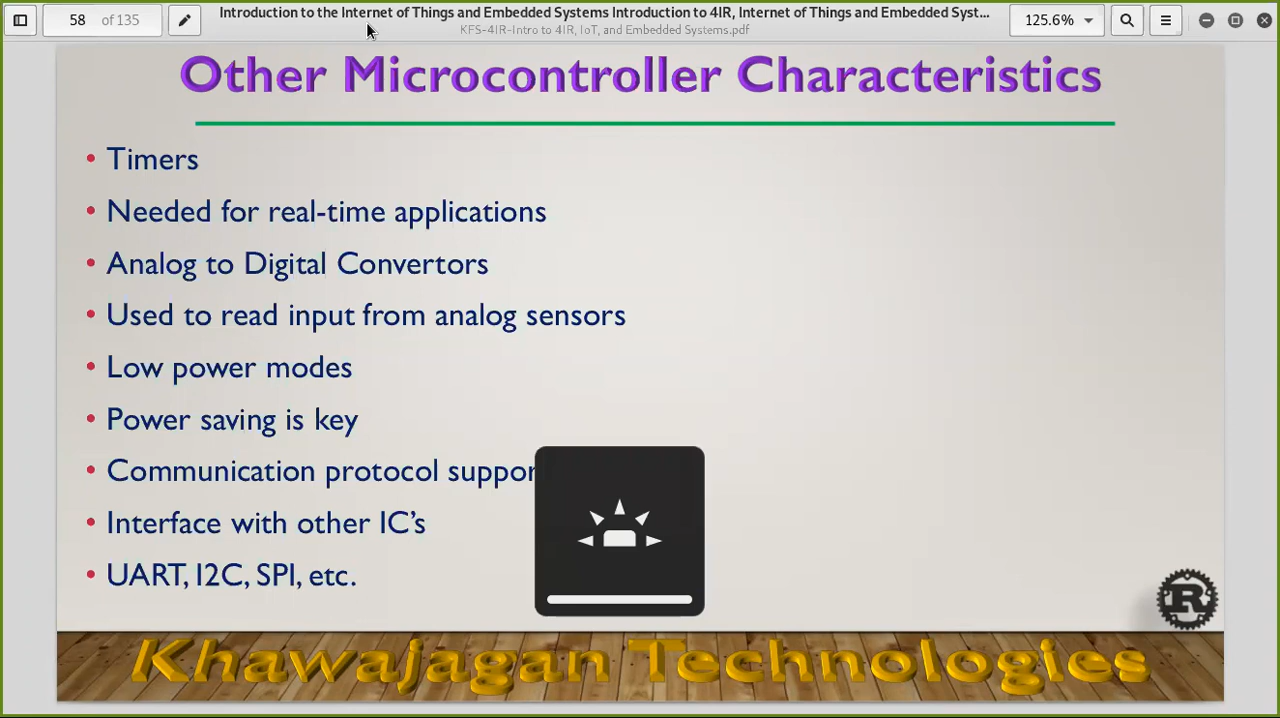 58 of 135
Introduction to the Internet of Things and Embedded Systems Introduction to 4IR, Internet of Things and Embedded Syst...
KFS-4IR-Intro to 4IR, IoT, and Embedded Systems.pdf
125.6%
Other Microcontroller Characteristics
• Timers
• Needed for real-time applications
• Analog to Digital Convertors
• Used to read input from analog sensors
• Low power modes
• Power saving is key
• Communication protocol suppor
• Interface with other IC’s
• UART, I2C, SPI, etc.
R
Khawajagan Technologies